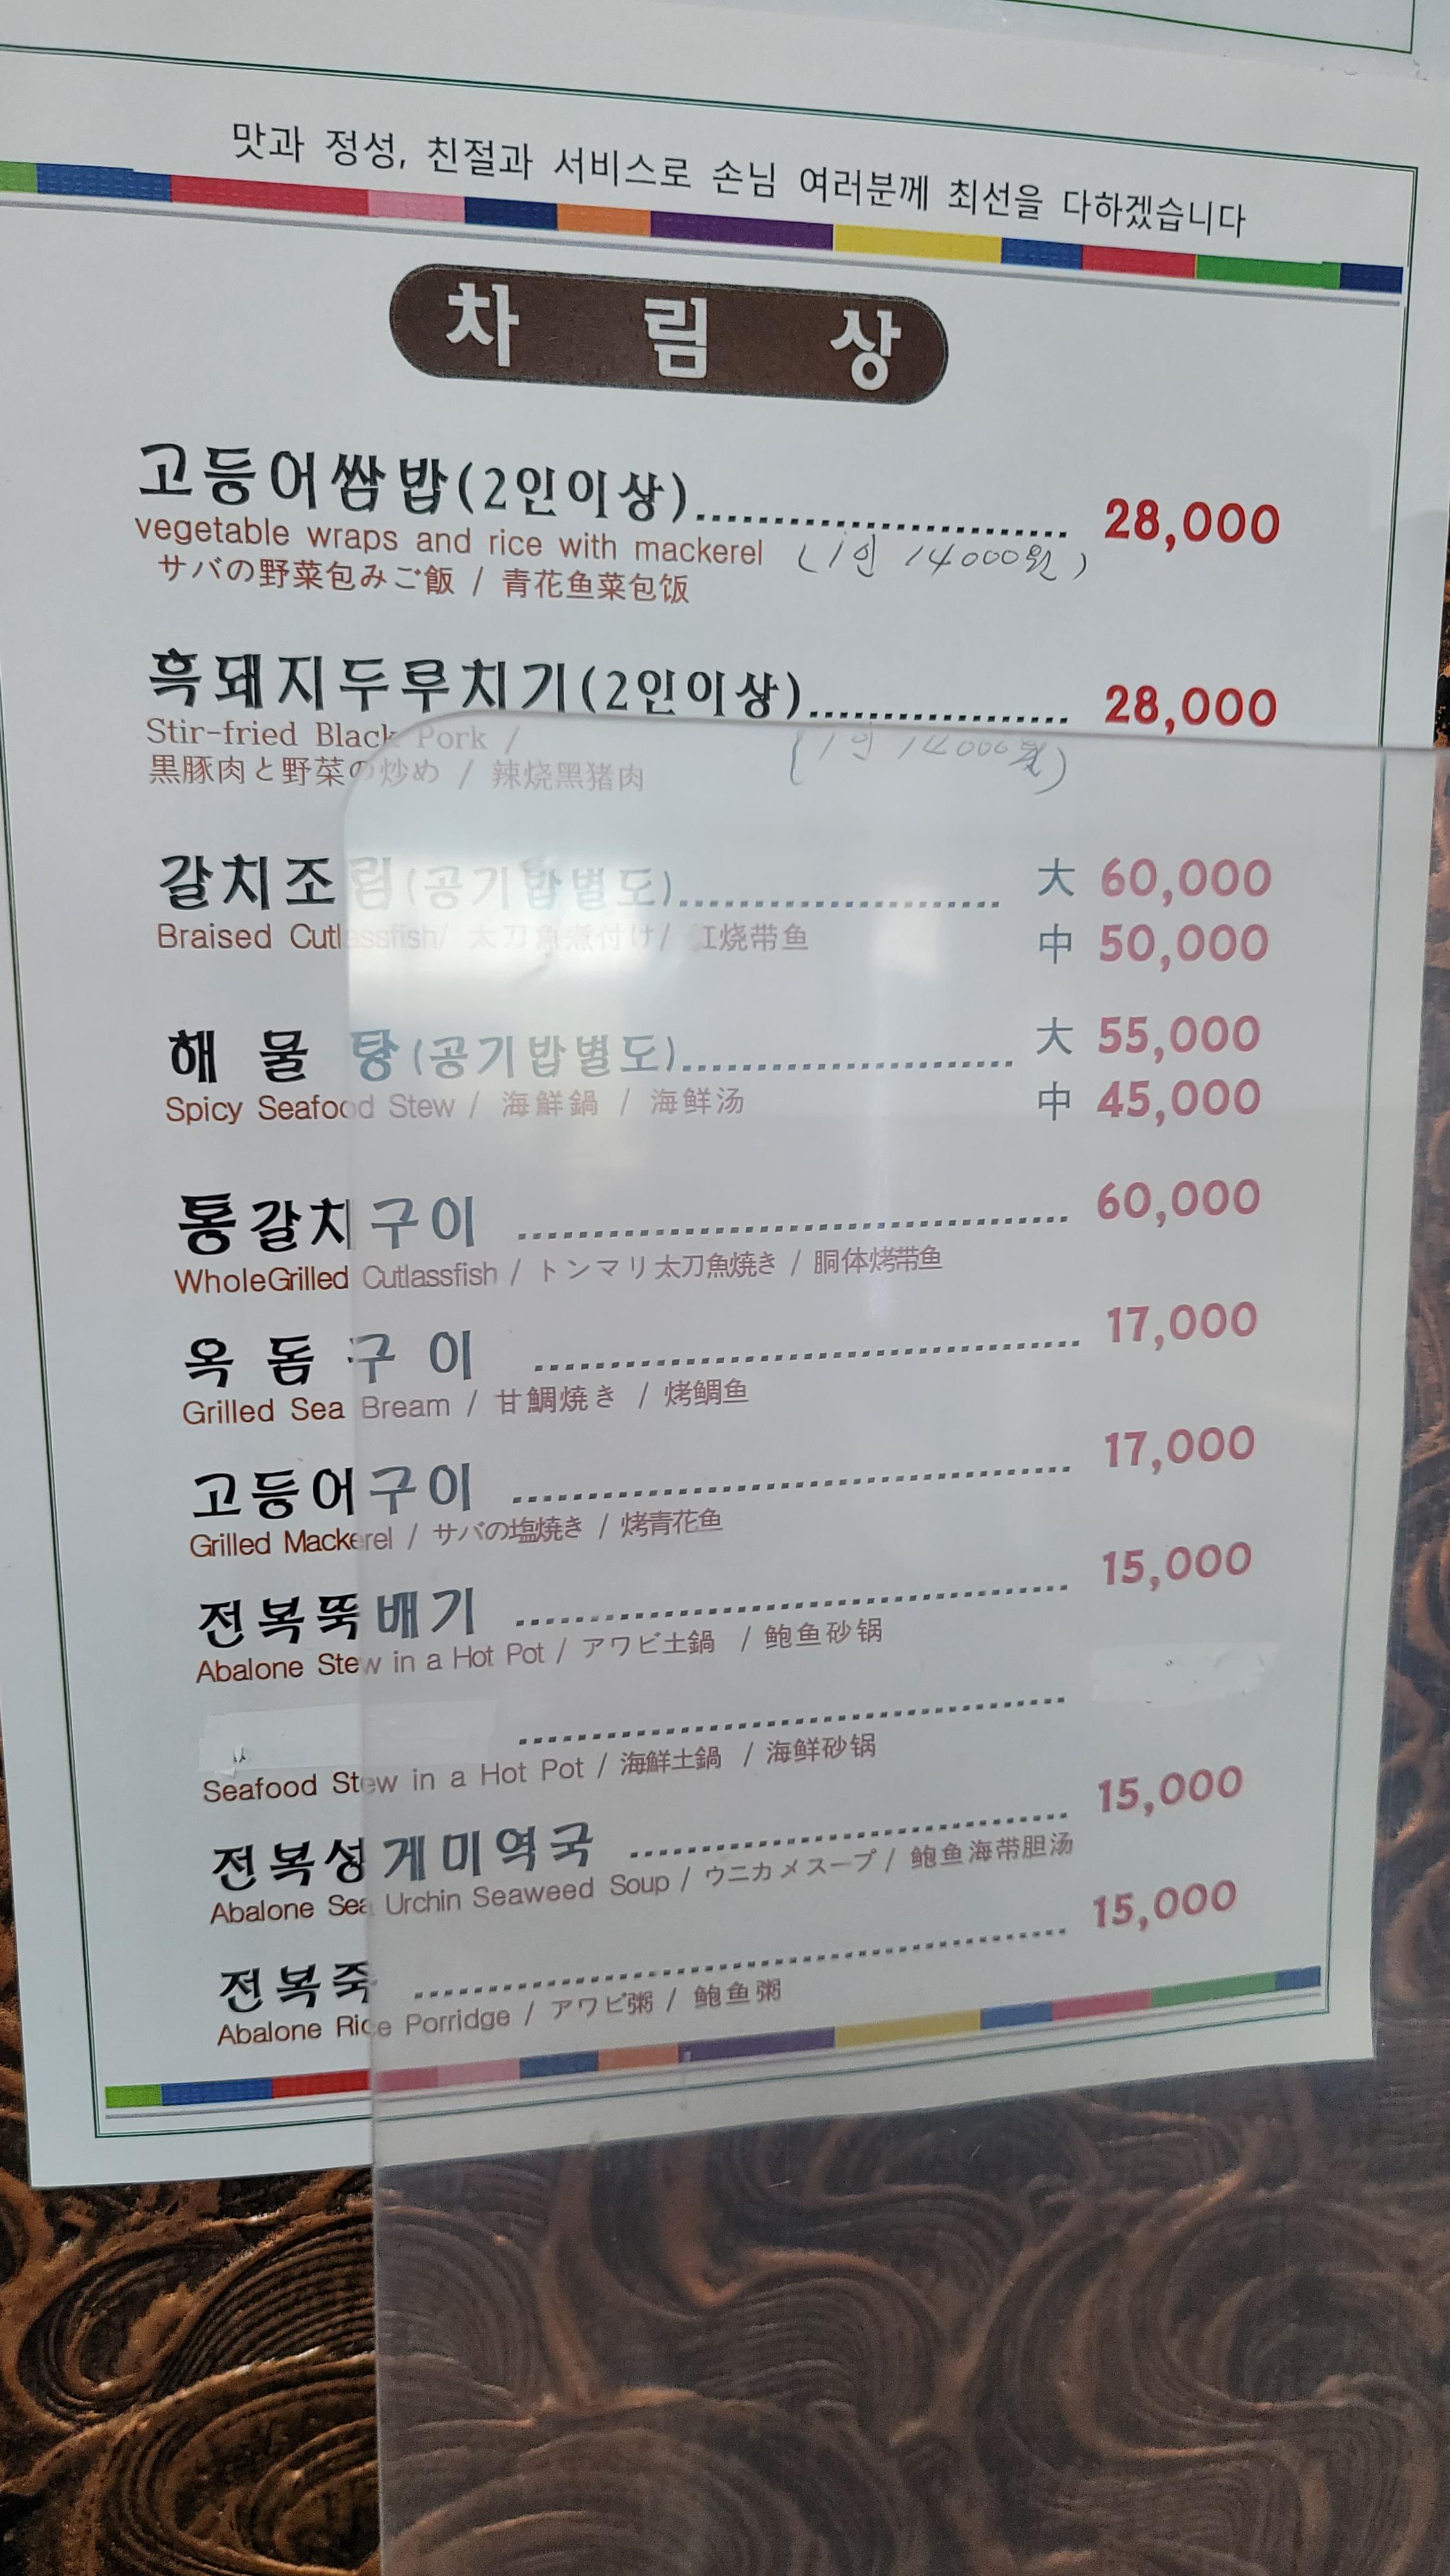 맛과 정성, 친절과 서비스로 손님 여러분께 최선을 다하겠습니다
차 림 상
고등어쌈밥(2인이상) 28,000
vegetable wraps and rice with mackerel (1인 14000원)
サバの野菜包みご飯 / 青花鱼菜包饭
흑돼지두루치기(2인이상) 28,000
Stir-fried Black Pork / (1인 14000원)
黒豚肉と野菜の炒め / 辣烧黑猪肉
갈치조림(공기밥별도) 大 60,000
Braised Cutlassfish/ 太刀魚煮付け/ 红烧带鱼 中 50,000
해 물 탕(공기밥별도) 大 55,000
Spicy Seafood Stew / 海鮮鍋 / 海鲜汤 中 45,000
통갈치구이 60,000
WholeGrilled Cutlassfish / トンマリ太刀魚焼き / 胴体烤带鱼
옥 돔 구 이 17,000
Grilled Sea Bream / 甘鯛焼き / 烤鲷鱼
고등어구이 17,000
Grilled Mackerel / サバの塩焼き / 烤青花鱼
전복뚝배기 15,000
Abalone Stew in a Hot Pot / アワビ土鍋 / 鲍鱼砂锅
Seafood Stew in a Hot Pot / 海鮮土鍋 / 海鲜砂锅
전복성게미역국 15,000
Abalone Sea Urchin Seaweed Soup / ウニカメスープ / 鲍鱼海带胆汤
전복죽 15,000
Abalone Rice Porridge / アワビ粥 / 鲍鱼粥